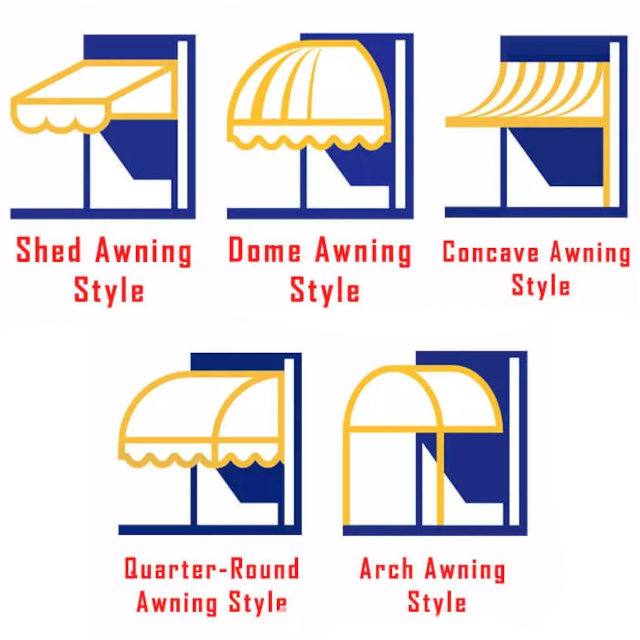 Shed Awning
Style
Dome Awning
Style
Concave Awning
Style
Quarter-Round
Awning Style
Arch Awning
Style